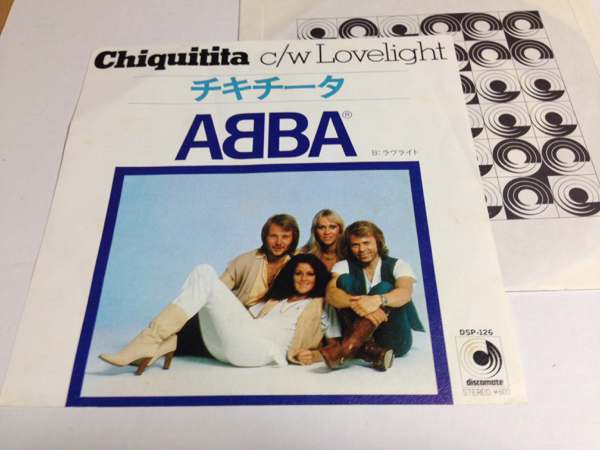 Chiquitita c/w Lovelight
チキチータ
ABBA®
B:ラヴライト
DSP-126
discomate
STEREO ¥600